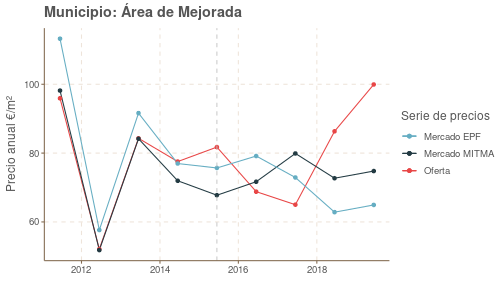 Municipio: Área de Mejorada
Precio anual €/m²
100
80
60
2012
2014
2016
2018
Serie de precios
Mercado EPF
Mercado MITMA
Oferta